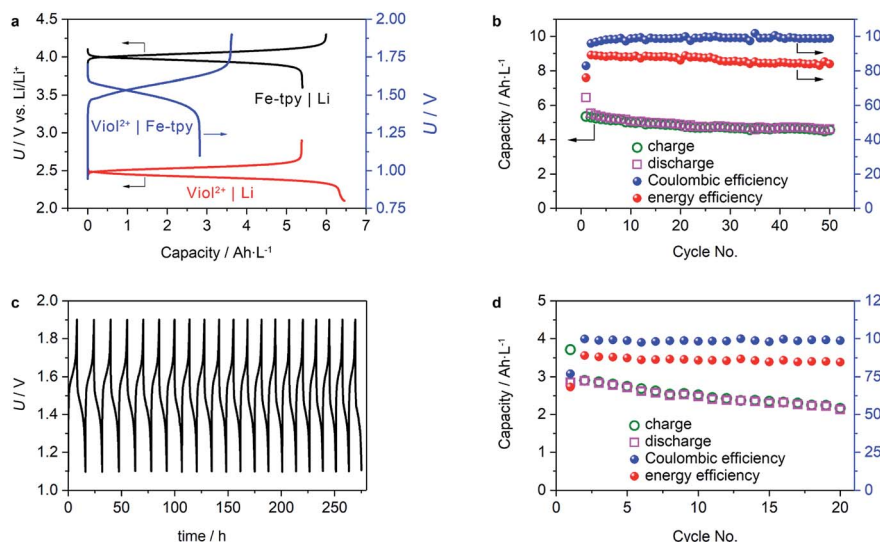 a
U / V vs. Li/Li⁺
4.5
4.0
3.5
3.0
2.5
2.0
Fe-tpy | Li
Viol²⁺ | Fe-tpy
Viol²⁺ | Li
0 1 2 3 4 5 6 7
Capacity / Ah·L⁻¹
2.00
1.75
1.50
1.25
1.00
0.75
U / V
b
Capacity / Ah·L⁻¹
10
8
6
4
2
0
charge
discharge
Coulombic efficiency
energy efficiency
0 10 20 30 40 50
Cycle No.
80
60
40
20
0
c
U / V
2.0
1.8
1.6
1.4
1.2
1.0
0 50 100 150 200 250
time / h
d
Capacity / Ah·L⁻¹
5
4
3
2
1
0
charge
discharge
Coulombic efficiency
energy efficiency
0 5 10 15 20
Cycle No.
75
50
25
0